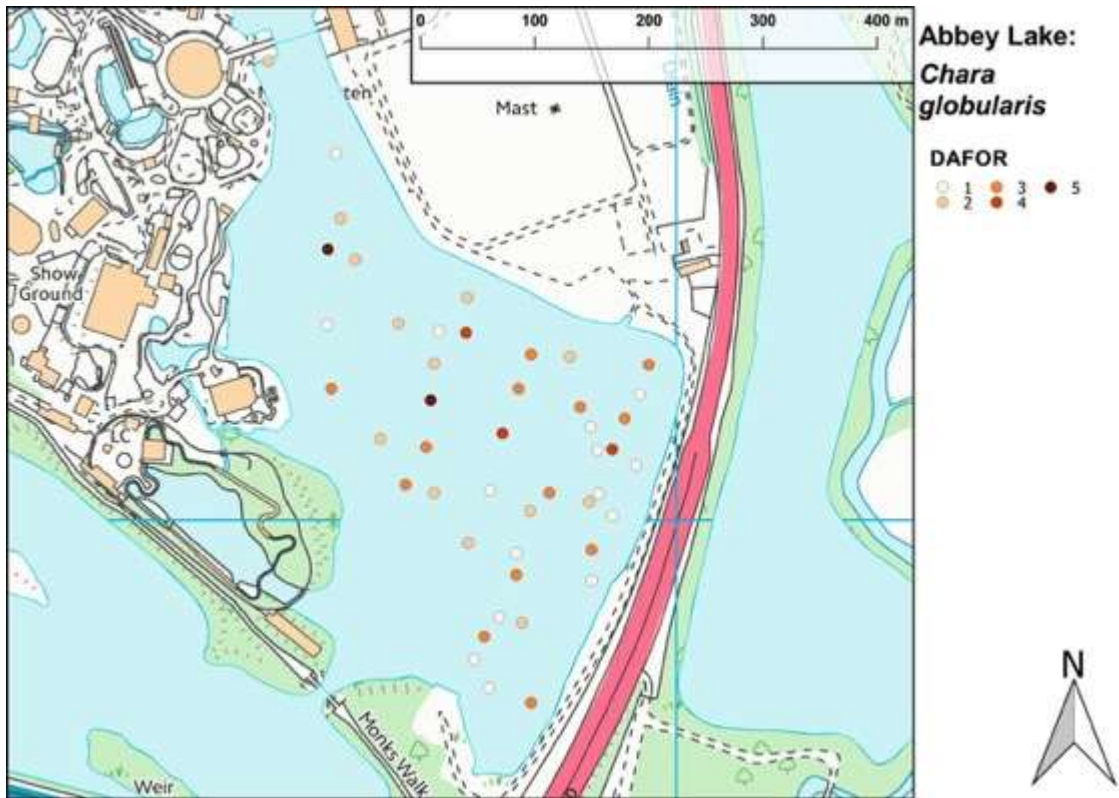 0 100 200 300 400 m
Abbey Lake:
Chara
globularis
DAFOR
1 3 5
2 4
Mast
Show
Ground
Drain
Monks Walk
Weir
N